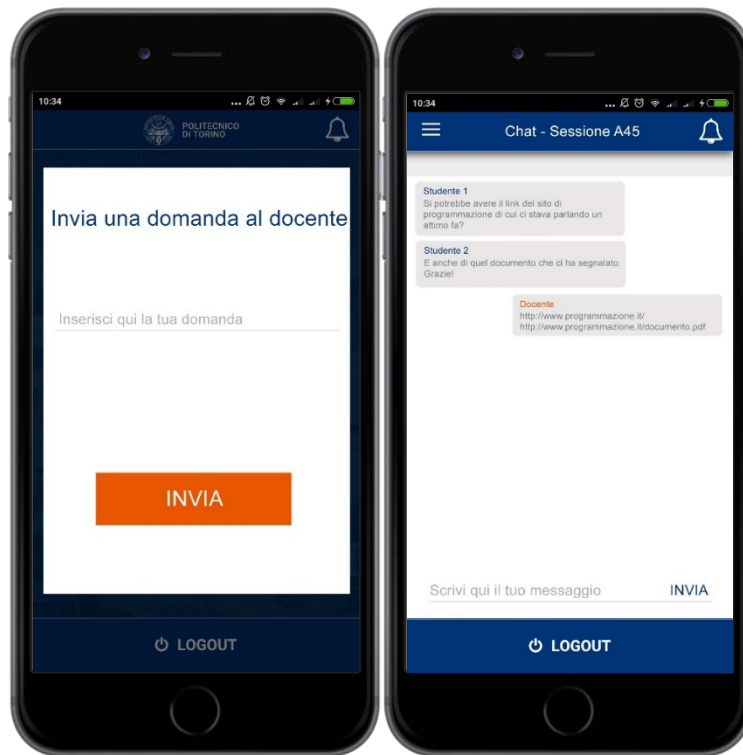 10:34
POLITECNICO
DI TORINO
Invia una domanda al docente
Inserisci qui la tua domanda
INVIA
LOGOUT
10:34
Chat - Sessione A45
Studente 1
Si potrebbe avere il link del sito di
programmazione di cui ci stava parlando un
attimo fa?
Studente 2
E anche di quel documento che ci ha segnalato.
Grazie!
Docente
http://www.programmazione.it/
http://www.programmazione.it/documento.pdf
Scrivi qui il tuo messaggio
INVIA
LOGOUT